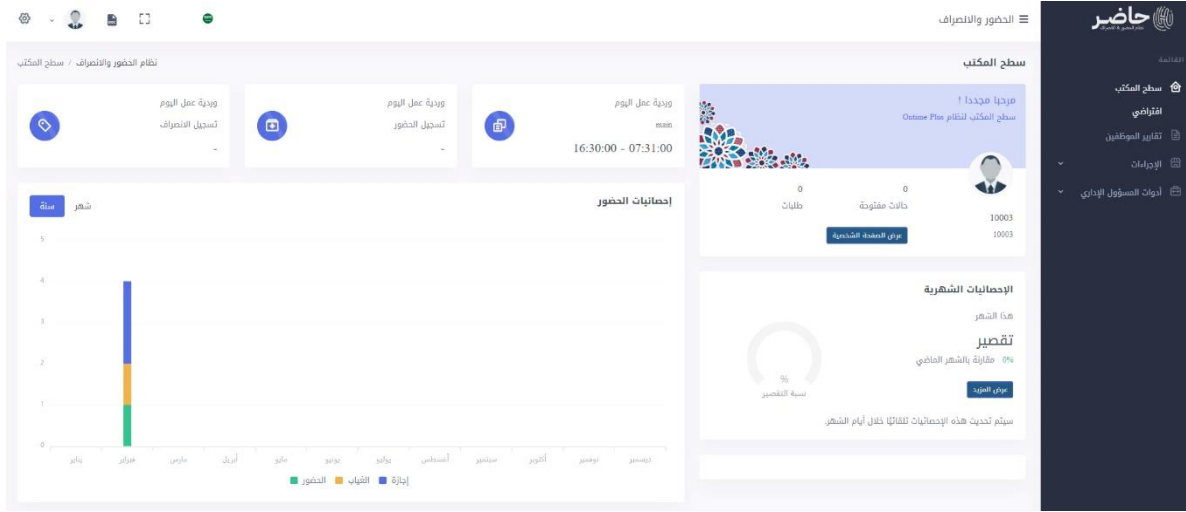 حاضر
نظام الحضور و الانصراف
القائمة
سطح المكتب
افتراضي
تقارير الموظفين
الإجراءات
أدوات المسؤول الإداري
الحضور والانصراف
سطح المكتب
نظام الحضور والانصراف / سطح المكتب
مرحبا مجددا !
سطح المكتب لنظام Ontime Plus
0 0
حالات مفتوحة طلبات
10003
10003
عرض الصفحة الشخصية
وردية عمل اليوم
main
16:30:00 - 07:31:00
وردية عمل اليوم
تسجيل الحضور
-
وردية عمل اليوم
تسجيل الانصراف
-
الإحصائيات الشهرية
هذا الشهر
تقصير
0% مقارنة بالشهر الماضي
عرض المزيد
%
نسبة التقصير
سيتم تحديث هذه الإحصائيات تلقائيًا خلال أيام الشهر.
إحصائيات الحضور
شهر سنة
5
4
3
2
1
0
يناير فبراير مارس أبريل مايو يونيو يوليو أغسطس سبتمبر أكتوبر نوفمبر ديسمبر
إجازة الغياب الحضور